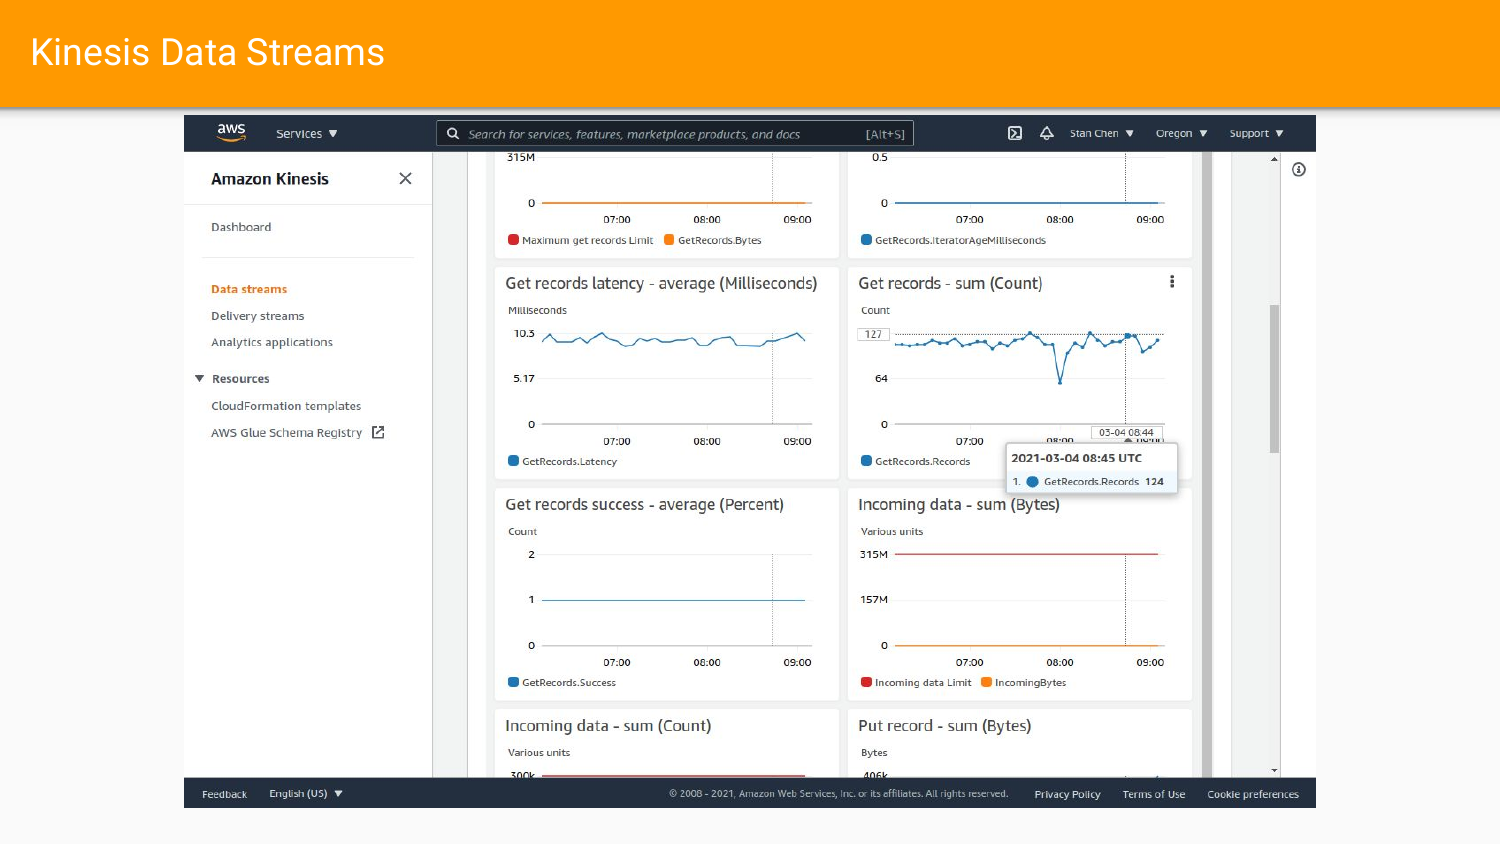 Kinesis Data Streams
aws
Services
Search for services, features, marketplace products, and docs [Alt+S]
Stan Chen
Oregon
Support
Amazon Kinesis
Dashboard
Data streams
Delivery streams
Analytics applications
Resources
CloudFormation templates
AWS Glue Schema Registry
315M
0
07:00 08:00 09:00
Maximum get records Limit GetRecords.Bytes
0.5
0
07:00 08:00 09:00
GetRecords.IteratorAgeMilliseconds
Get records latency - average (Milliseconds)
Milliseconds
10.3
5.17
0
07:00 08:00 09:00
GetRecords.Latency
Get records - sum (Count)
Count
127
64
0
03-04 08:44
07:00 08:00 09:00
GetRecords.Records
2021-03-04 08:45 UTC
1. GetRecords.Records 124
Get records success - average (Percent)
Count
2
1
0
07:00 08:00 09:00
GetRecords.Success
Incoming data - sum (Bytes)
Various units
315M
157M
0
07:00 08:00 09:00
Incoming data Limit IncomingBytes
Incoming data - sum (Count)
Various units
300k
Put record - sum (Bytes)
Bytes
406k
Feedback
English (US)
© 2008 - 2021, Amazon Web Services, Inc. or its affiliates. All rights reserved.
Privacy Policy
Terms of Use
Cookie preferences